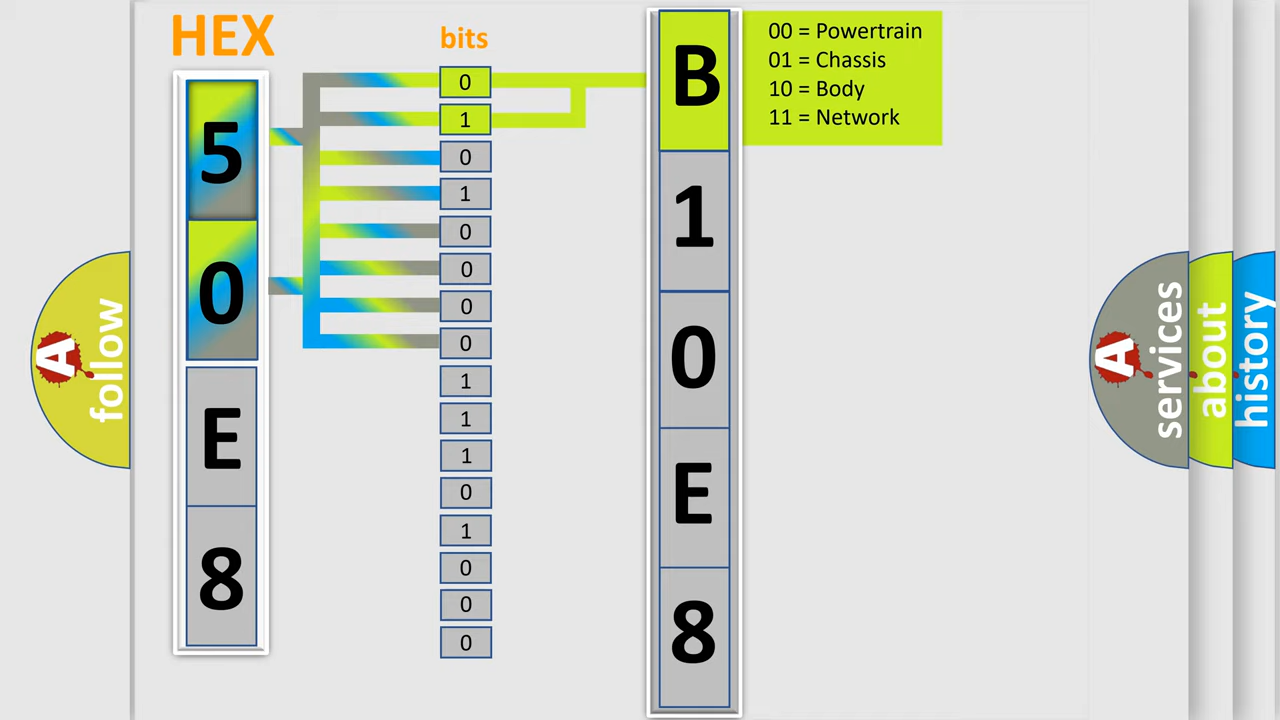 HEX
bits
5
0
E
8
0
1
0
1
0
0
0
0
1
1
1
0
1
0
0
0
B
1
0
E
8
00 = Powertrain
01 = Chassis
10 = Body
11 = Network
A
follow
A
services
about
history